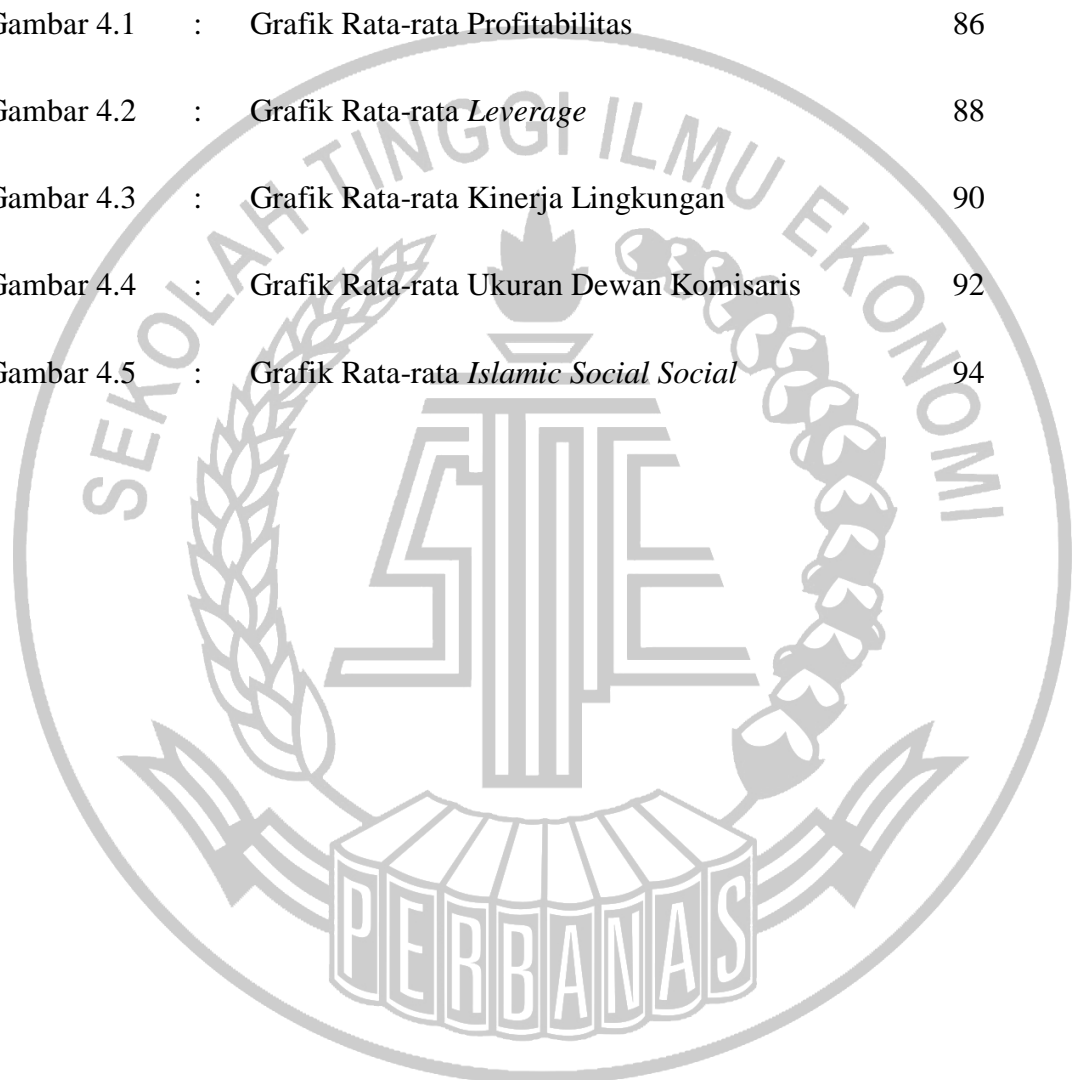 Gambar 4.1 : Grafik Rata-rata Profitabilitas 86
Gambar 4.2 : Grafik Rata-rata Leverage 88
Gambar 4.3 : Grafik Rata-rata Kinerja Lingkungan 90
Gambar 4.4 : Grafik Rata-rata Ukuran Dewan Komisaris 92
Gambar 4.5 : Grafik Rata-rata Islamic Social Social 94
SEKOLAH TINGGI ILMU EKONOMI
STIE
PERBANAS